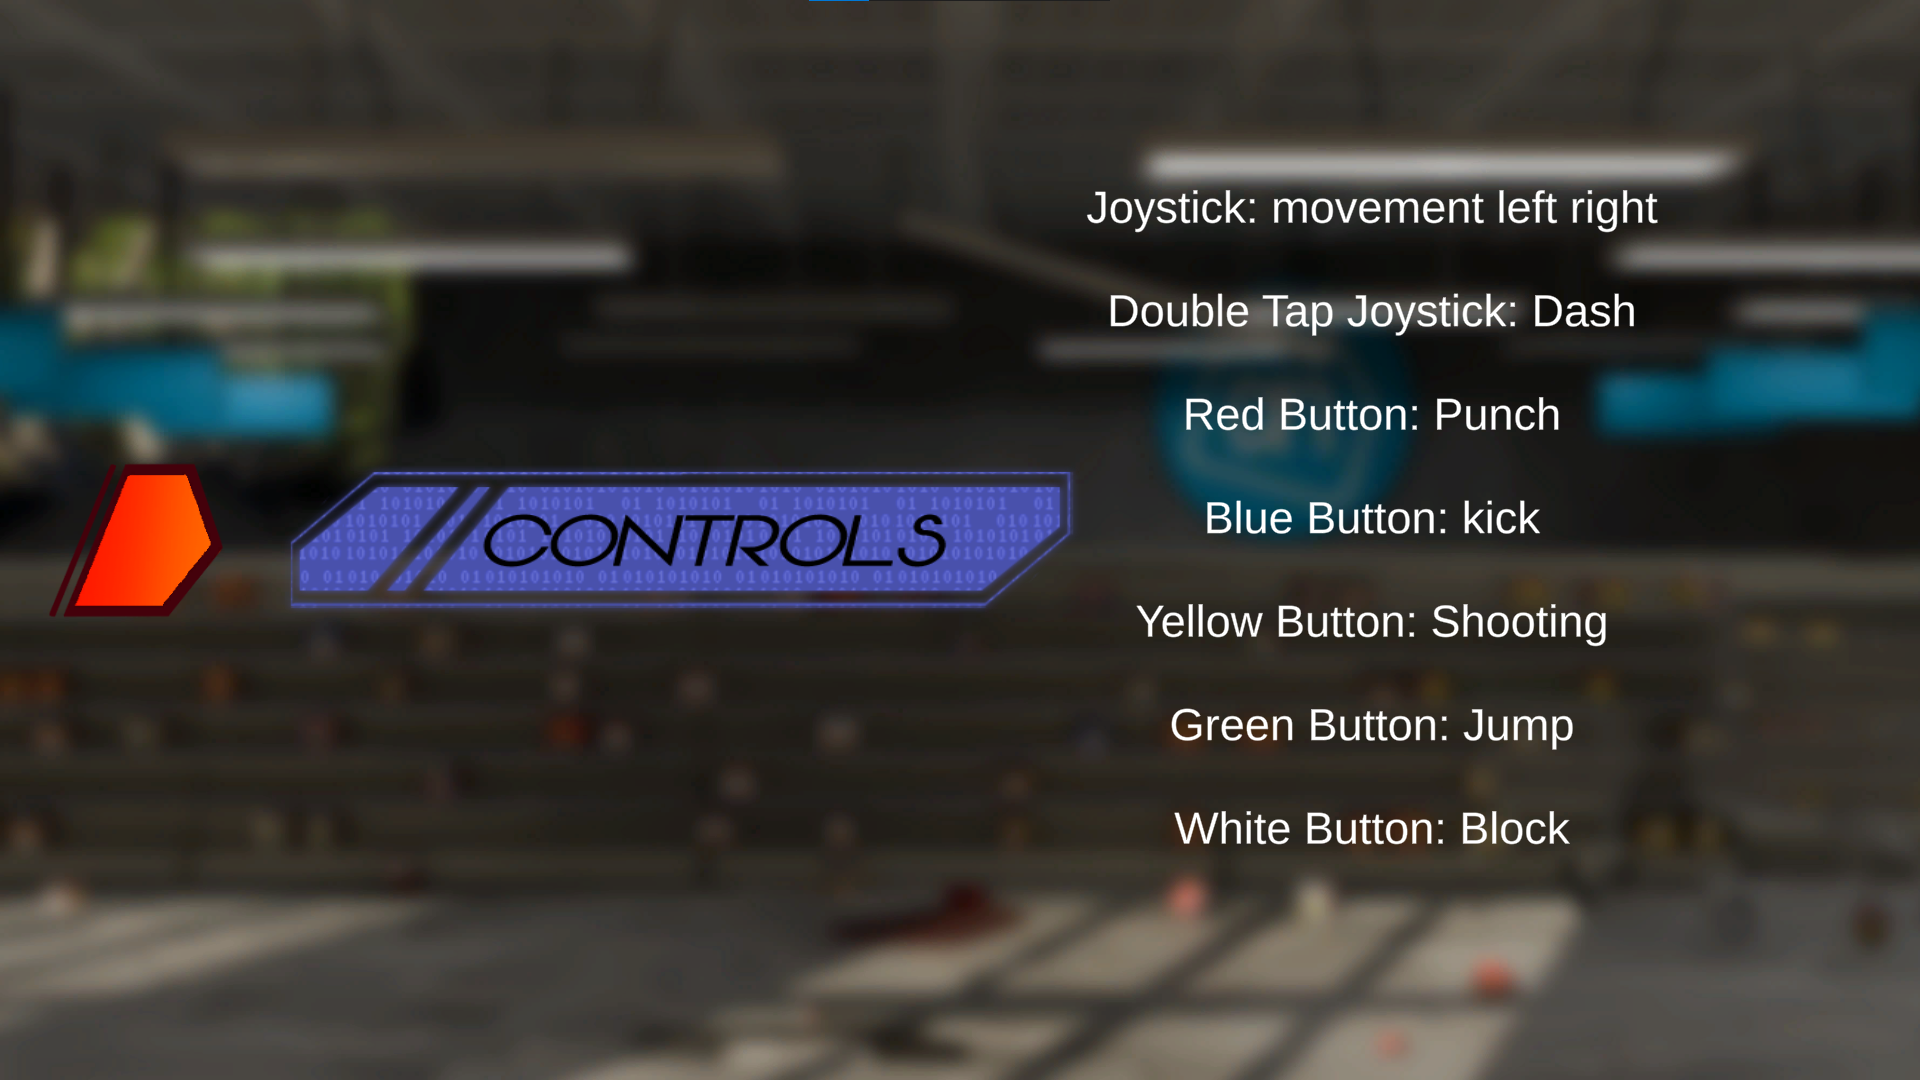 CONTROLS
Joystick: movement left right
Double Tap Joystick: Dash
Red Button: Punch
Blue Button: kick
Yellow Button: Shooting
Green Button: Jump
White Button: Block